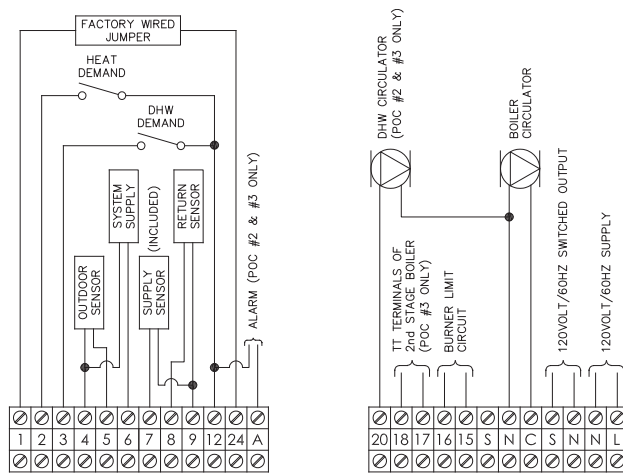 FACTORY WIRED
JUMPER
HEAT
DEMAND
DHW
DEMAND
OUTDOOR
SENSOR
SYSTEM
SUPPLY
SUPPLY
SENSOR
(INCLUDED)
RETURN
SENSOR
ALARM (POC #2 & #3 ONLY)
1 2 3 4 5 6 7 8 9 12 24 A
DHW CIRCULATOR
(POC #2 & #3 ONLY)
BOILER
CIRCULATOR
TT TERMINALS OF
2nd STAGE BOILER
(POC #3 ONLY)
BURNER LIMIT
CIRCUIT
120VOLT/60HZ SWITCHED OUTPUT
120VOLT/60HZ SUPPLY
20 18 17 16 15 S N C S N N L